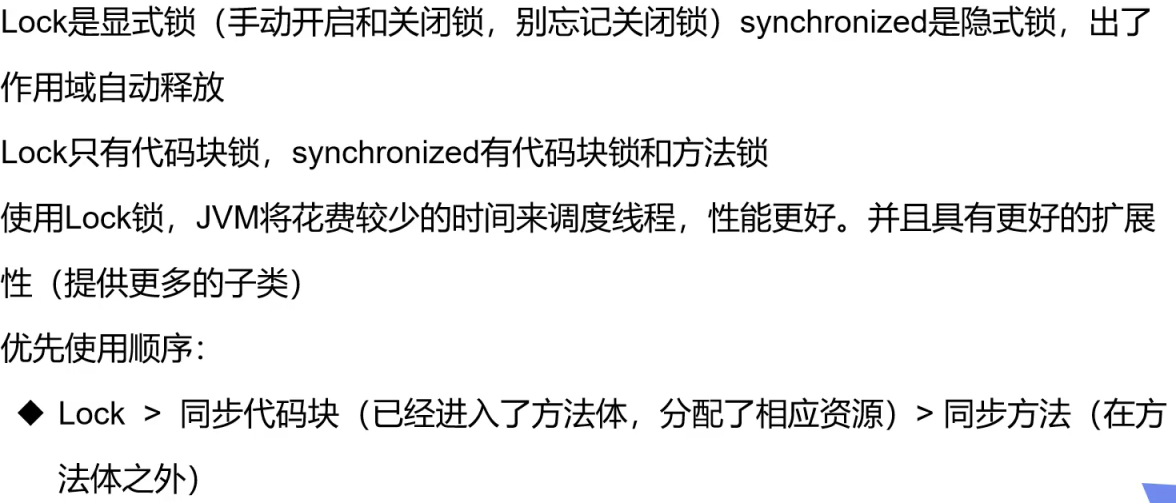 Lock是显式锁（手动开启和关闭锁，别忘记关闭锁）synchronized是隐式锁，出了
作用域自动释放
Lock只有代码块锁，synchronized有代码块锁和方法锁
使用Lock锁，JVM将花费较少的时间来调度线程，性能更好。并且具有更好的扩展
性（提供更多的子类）
优先使用顺序：
◆ Lock > 同步代码块（已经进入了方法体，分配了相应资源）> 同步方法（在方
法体之外）